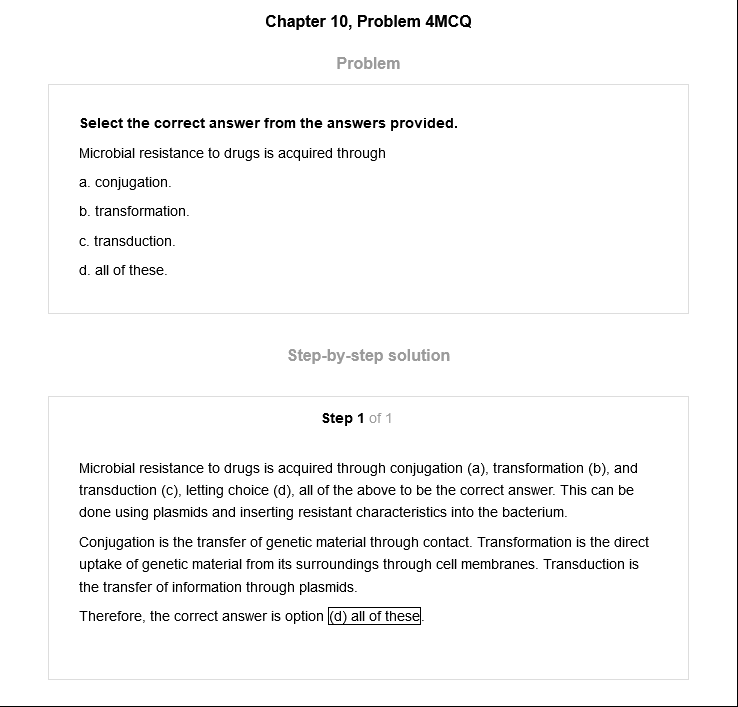 Chapter 10, Problem 4MCQ
Problem
Select the correct answer from the answers provided.
Microbial resistance to drugs is acquired through
a. conjugation.
b. transformation.
c. transduction.
d. all of these.
Step-by-step solution
Step 1 of 1
Microbial resistance to drugs is acquired through conjugation (a), transformation (b), and
transduction (c), letting choice (d), all of the above to be the correct answer. This can be
done using plasmids and inserting resistant characteristics into the bacterium.
Conjugation is the transfer of genetic material through contact. Transformation is the direct
uptake of genetic material from its surroundings through cell membranes. Transduction is
the transfer of information through plasmids.
Therefore, the correct answer is option (d) all of these.